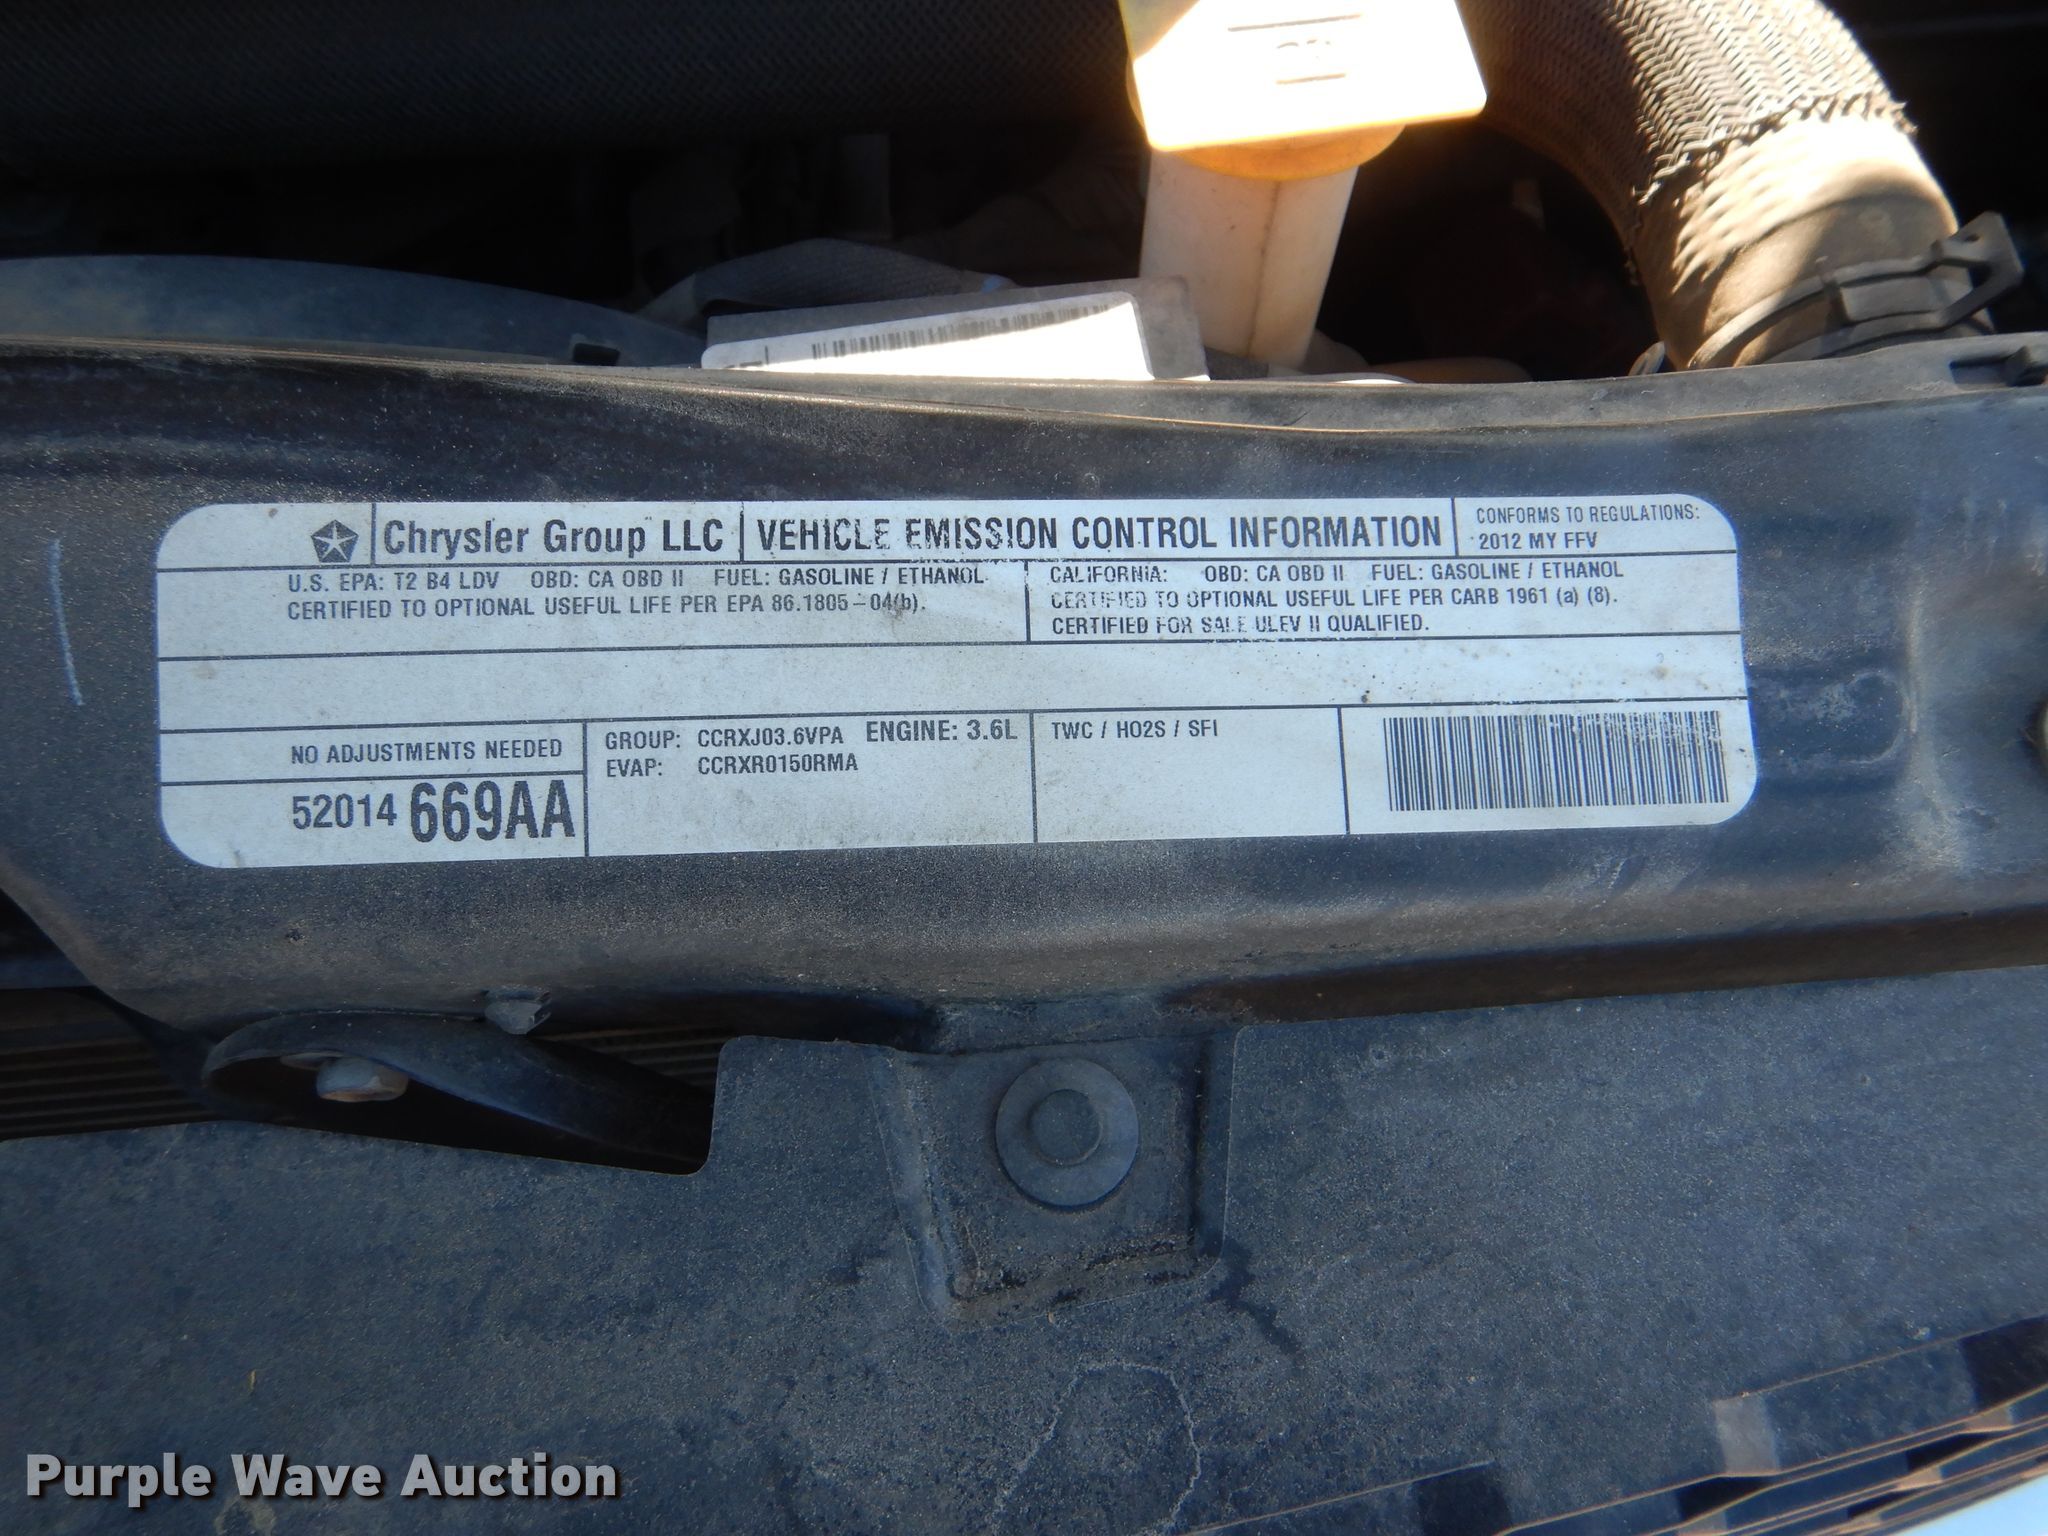 Chrysler Group LLC
VEHICLE EMISSION CONTROL INFORMATION
CONFORMS TO REGULATIONS:
2012 MY FFV
U.S. EPA: T2 B4 LDV OBD: CA OBD II FUEL: GASOLINE / ETHANOL
CERTIFIED TO OPTIONAL USEFUL LIFE PER EPA 86.1805-04(b).
CALIFORNIA: OBD: CA OBD II FUEL: GASOLINE / ETHANOL
CERTIFIED TO OPTIONAL USEFUL LIFE PER CARB 1961 (a) (8).
CERTIFIED FOR SALE ULEV II QUALIFIED.
NO ADJUSTMENTS NEEDED
52014 669AA
GROUP: CCRXJ03.6VPA ENGINE: 3.6L
EVAP: CCRXR0150RMA
TWC / HO2S / SFI
Purple Wave Auction